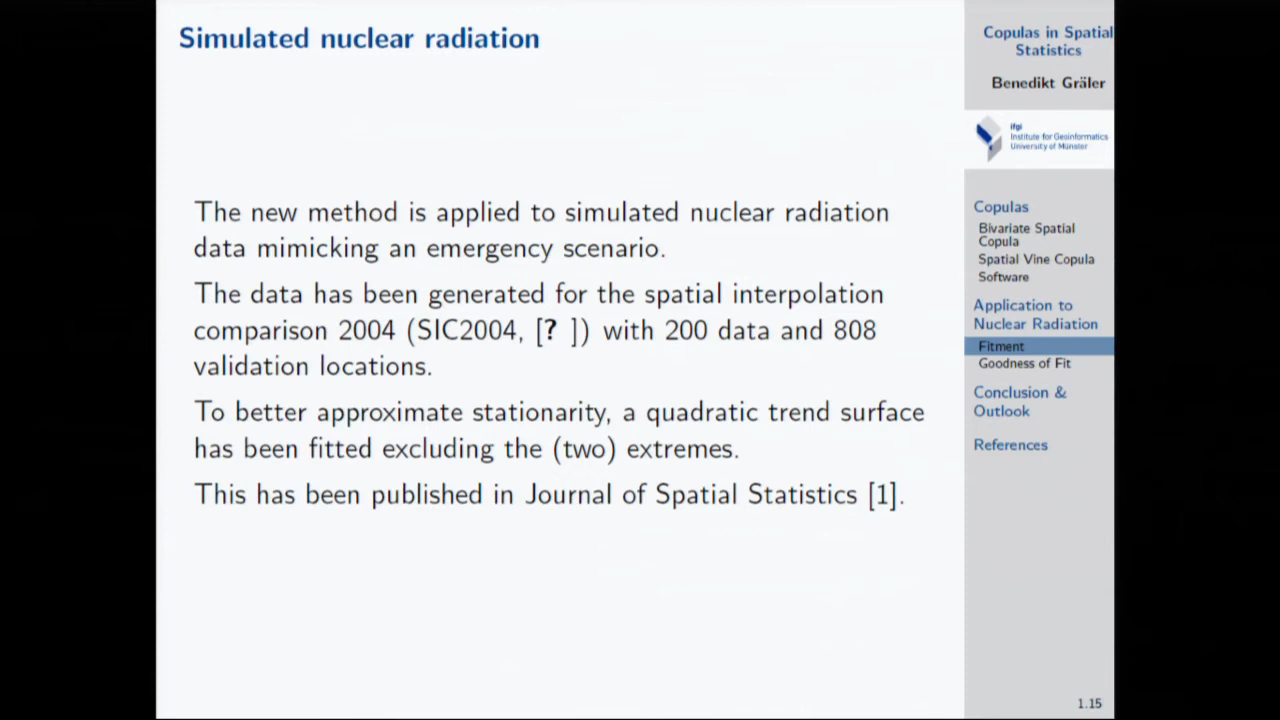 Simulated nuclear radiation
The new method is applied to simulated nuclear radiation
data mimicking an emergency scenario.
The data has been generated for the spatial interpolation
comparison 2004 (SIC2004, [? ]) with 200 data and 808
validation locations.
To better approximate stationarity, a quadratic trend surface
has been fitted excluding the (two) extremes.
This has been published in Journal of Spatial Statistics [1].
Copulas in Spatial
Statistics
Benedikt Gräler
ifgi
Institute for Geoinformatics
University of Münster
Copulas
Bivariate Spatial
Copula
Spatial Vine Copula
Software
Application to
Nuclear Radiation
Fitment
Goodness of Fit
Conclusion &
Outlook
References
1.15